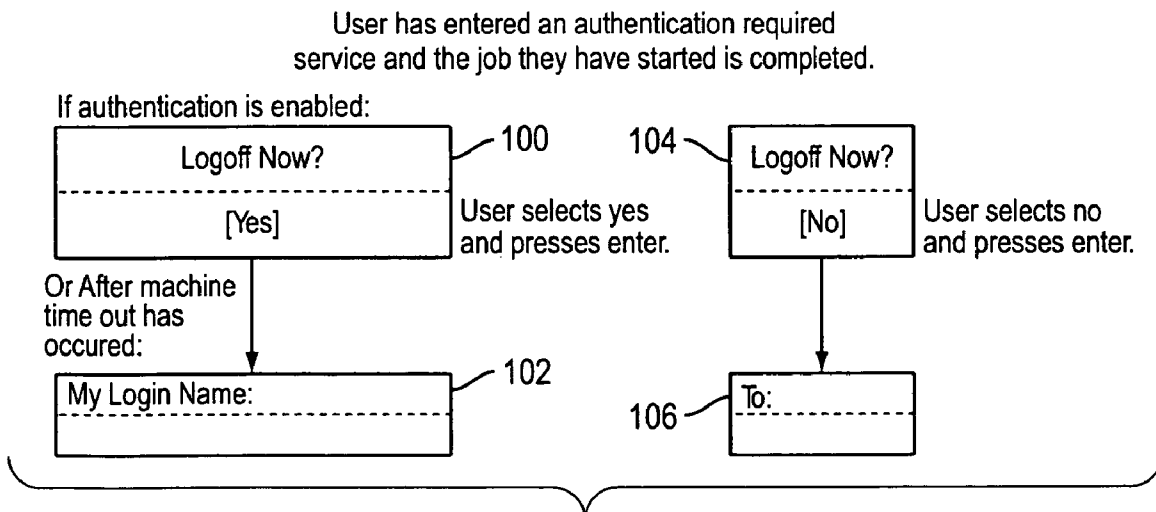 User has entered an authentication required
service and the job they have started is completed.
If authentication is enabled:
Logoff Now?
[Yes]
100
User selects yes
and presses enter.
104
Logoff Now?
[No]
User selects no
and presses enter.
Or After machine
time out has
occured:
My Login Name:
102
106
To: